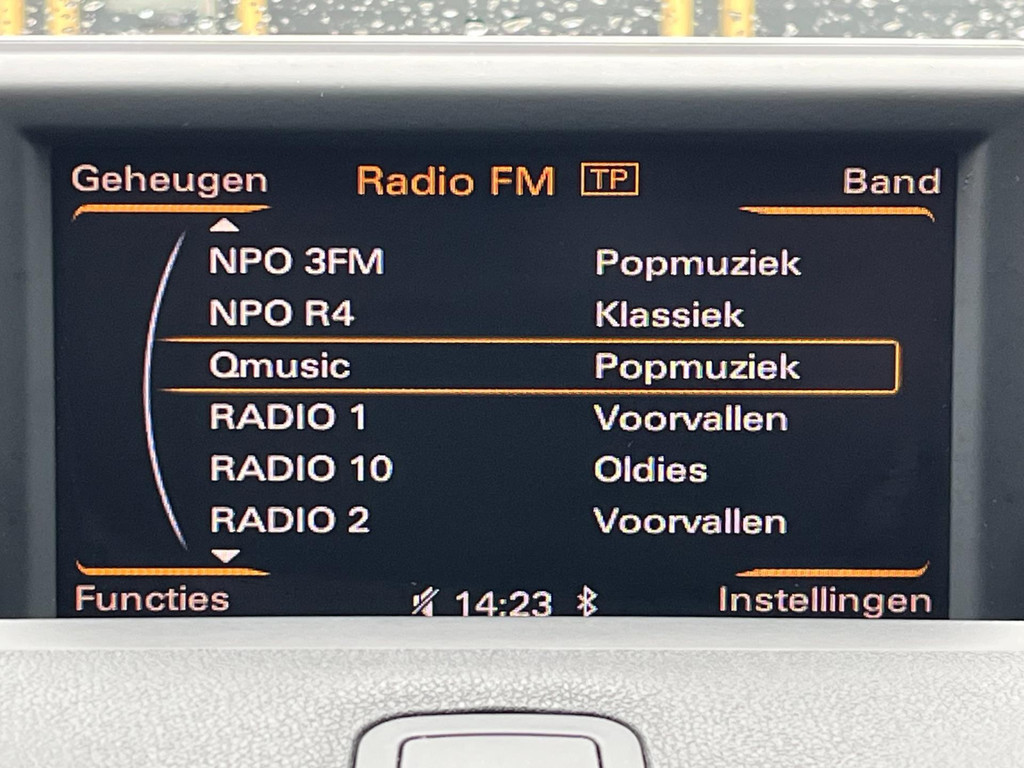 Geheugen Radio FM TP Band
NPO 3FM Popmuziek
NPO R4 Klassiek
Qmusic Popmuziek
RADIO 1 Voorvallen
RADIO 10 Oldies
RADIO 2 Voorvallen
Functies 14:23 Instellingen